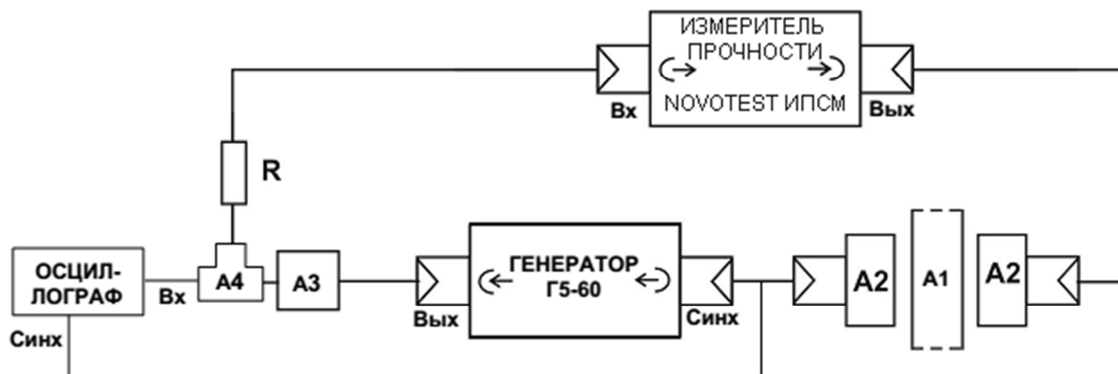 ИЗМЕРИТЕЛЬ
ПРОЧНОСТИ
NOVOTEST ИПСМ
Вх
Вых
R
ОСЦИЛ-
ЛОГРАФ
Вх
Синх
А4
А3
Вых
ГЕНЕРАТОР
Г5-60
Синх
А2
А1
А2